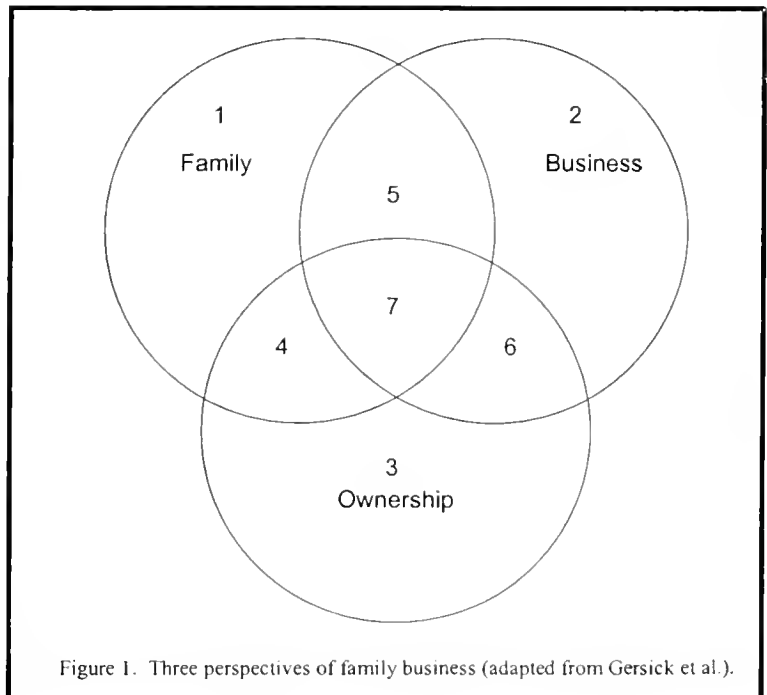 1
Family
2
Business
5
7
4
6
3
Ownership
Figure 1. Three perspectives of family business (adapted from Gersick et al.).